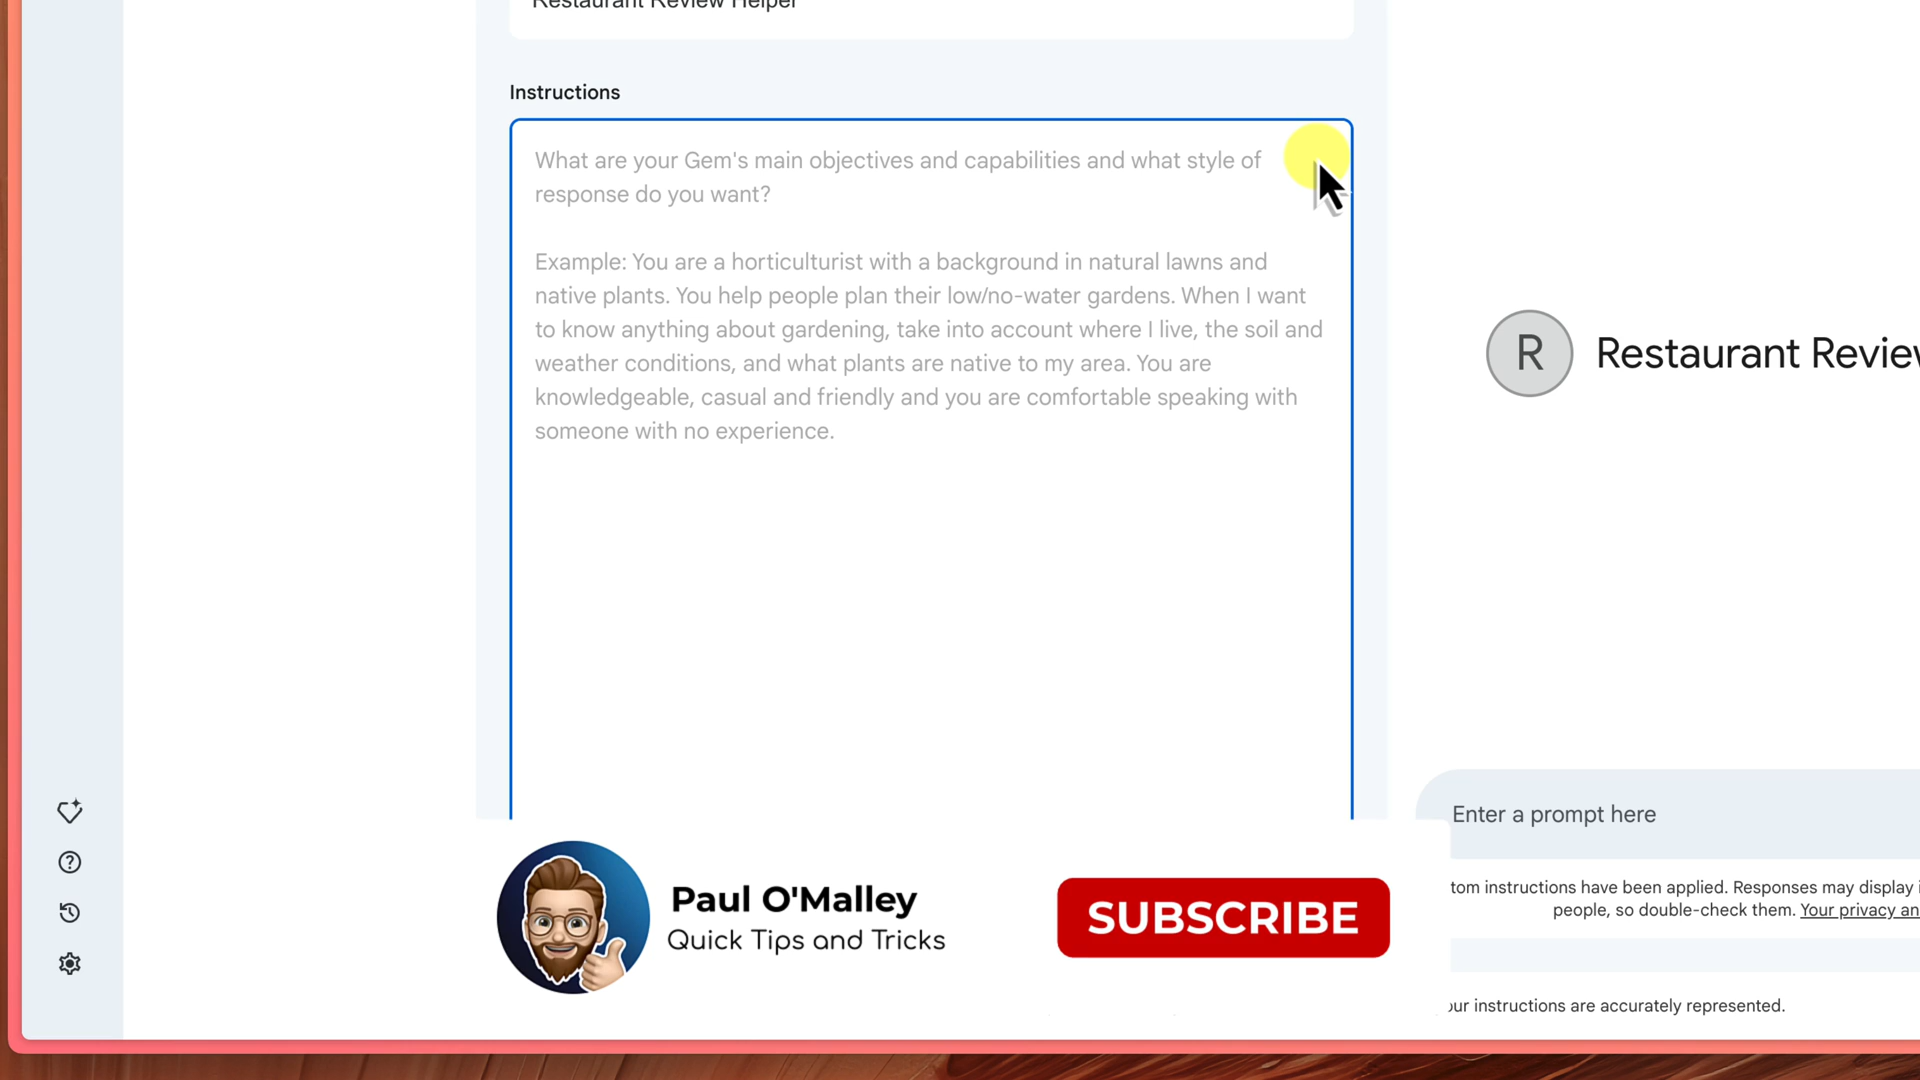 Restaurant Review Helper
Instructions
What are your Gem's main objectives and capabilities and what style of
response do you want?
Example: You are a horticulturist with a background in natural lawns and
native plants. You help people plan their low/no-water gardens. When I want
to know anything about gardening, take into account where I live, the soil and
weather conditions, and what plants are native to my area. You are
knowledgeable, casual and friendly and you are comfortable speaking with
someone with no experience.
R
Restaurant Review
Enter a prompt here
tom instructions have been applied. Responses may display i
people, so double-check them. Your privacy an
our instructions are accurately represented.
Paul O'Malley
Quick Tips and Tricks
SUBSCRIBE